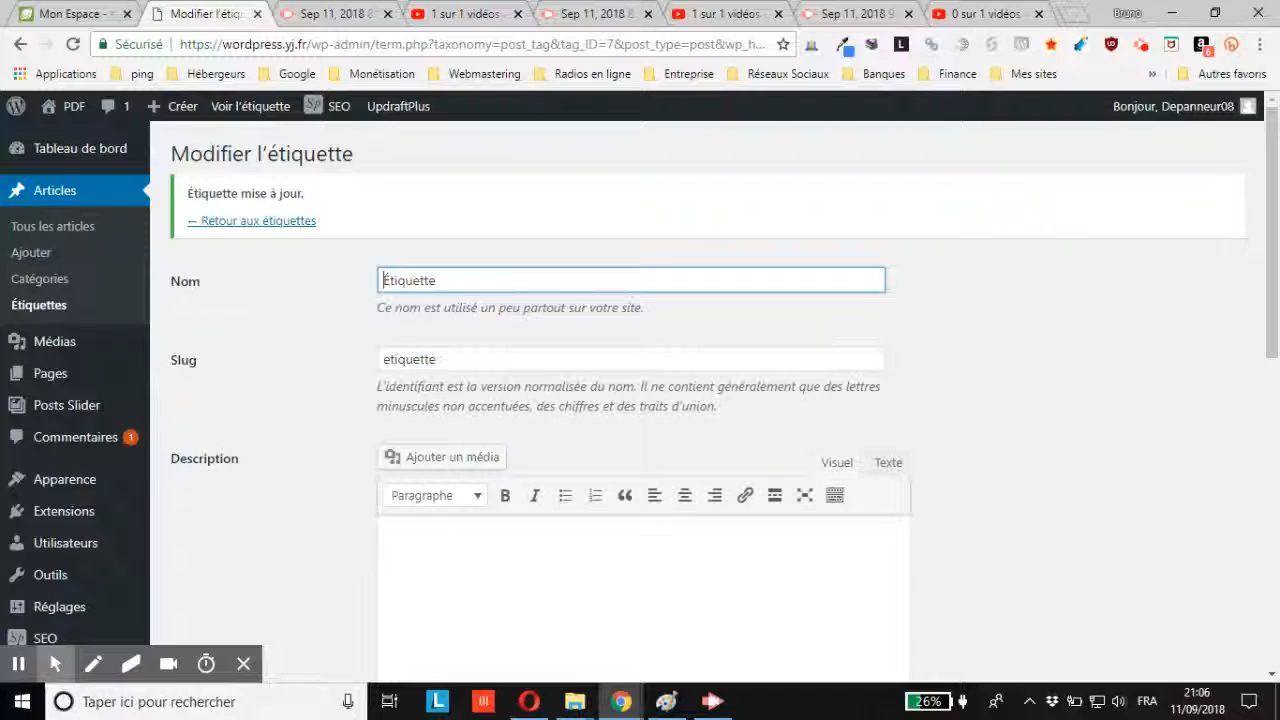 Mon Espace -
Modifier l'étiq
Sep 11, 2018 8
1 sur 1 vidéos
Sep 11, 2018 8
1 sur 1 vidéos
Sep 11, 2018 9
0 sur 1 vidéos
Bruno
Sécurisé
https://wordpress.yj.fr/wp-admin/term.php?taxonomy=post_tag&tag_ID=7&post_type=post&wp_h...
Applications
ping
Hébergeurs
Google
Monétisation
Webmastering
Radios en ligne
Entreprise
Réseaux Sociaux
Banques
Finance
Mes sites
»
Autres favoris
PDF
1
Créer
Voir l'étiquette
SEO
UpdraftPlus
Bonjour, Depanneur08
Tableau de bord
Articles
Tous les articles
Ajouter
Catégories
Étiquettes
Médias
Pages
Posts Slider
Commentaires 1
Apparence
Extensions
Utilisateurs
Outils
Réglages
SEO
Modifier l'étiquette
Étiquette mise à jour.
← Retour aux étiquettes
Nom
Étiquette
Ce nom est utilisé un peu partout sur votre site.
Slug
etiquette
L'identifiant est la version normalisée du nom. Il ne contient généralement que des lettres
minuscules non accentuées, des chiffres et des traits d'union.
Description
Ajouter un média
Visuel
Texte
Paragraphe
Taper ici pour rechercher
26%
FRA
21:06
11/09/2018